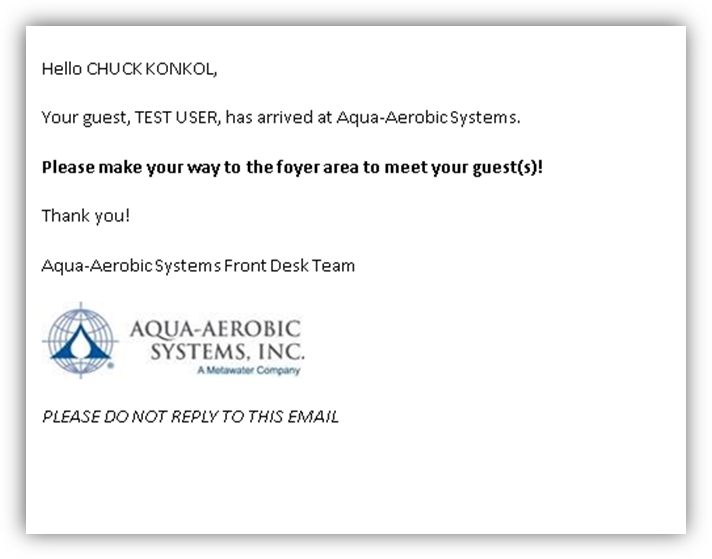 Hello CHUCK KONKOL,
Your guest, TEST USER, has arrived at Aqua-Aerobic Systems.
Please make your way to the foyer area to meet your guest(s)!
Thank you!
Aqua-Aerobic Systems Front Desk Team
AQUA-AEROBIC
SYSTEMS, INC.
A Metawater Company
®
PLEASE DO NOT REPLY TO THIS EMAIL